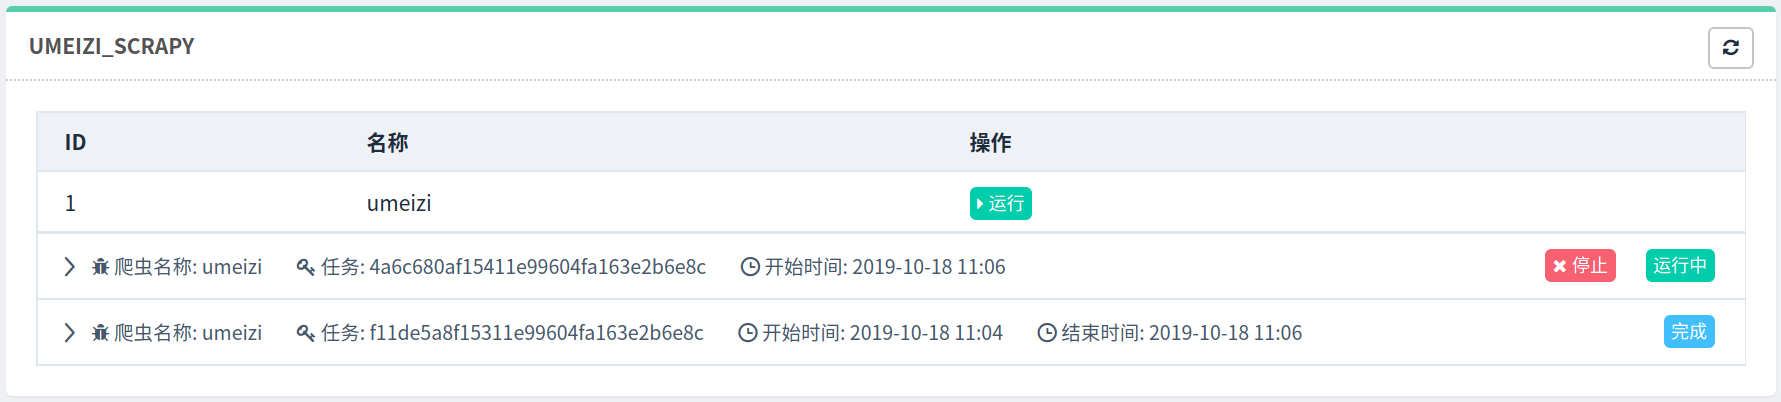 UMEIZI_SCRAPY
ID 名称 操作
1 umeizi 运行
爬虫名称: umeizi 任务: 4a6c680af15411e99604fa163e2b6e8c 开始时间: 2019-10-18 11:06 停止 运行中
爬虫名称: umeizi 任务: f11de5a8f15311e99604fa163e2b6e8c 开始时间: 2019-10-18 11:04 结束时间: 2019-10-18 11:06 完成